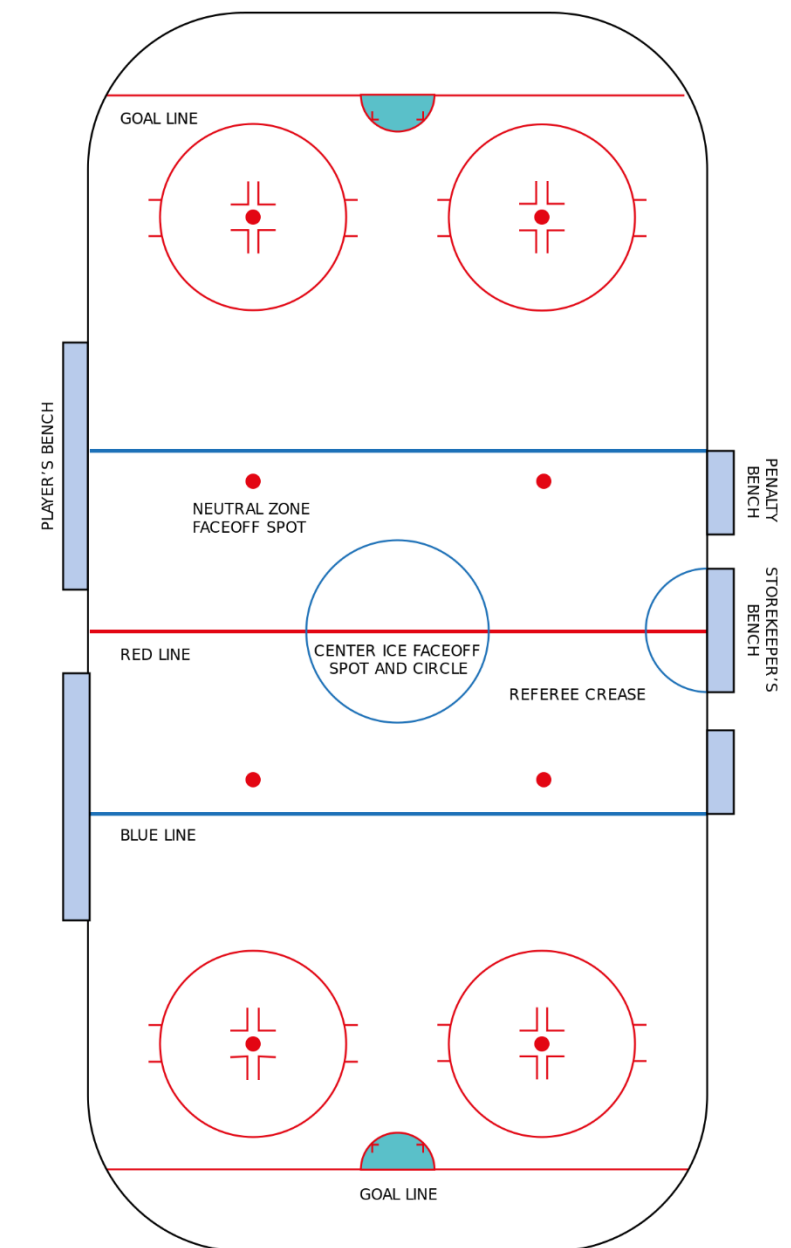 GOAL LINE
PLAYER'S BENCH
PENALTY
BENCH
NEUTRAL ZONE
FACEOFF SPOT
STOREKEEPER'S
BENCH
RED LINE
CENTER ICE FACEOFF
SPOT AND CIRCLE
REFEREE CREASE
BLUE LINE
GOAL LINE